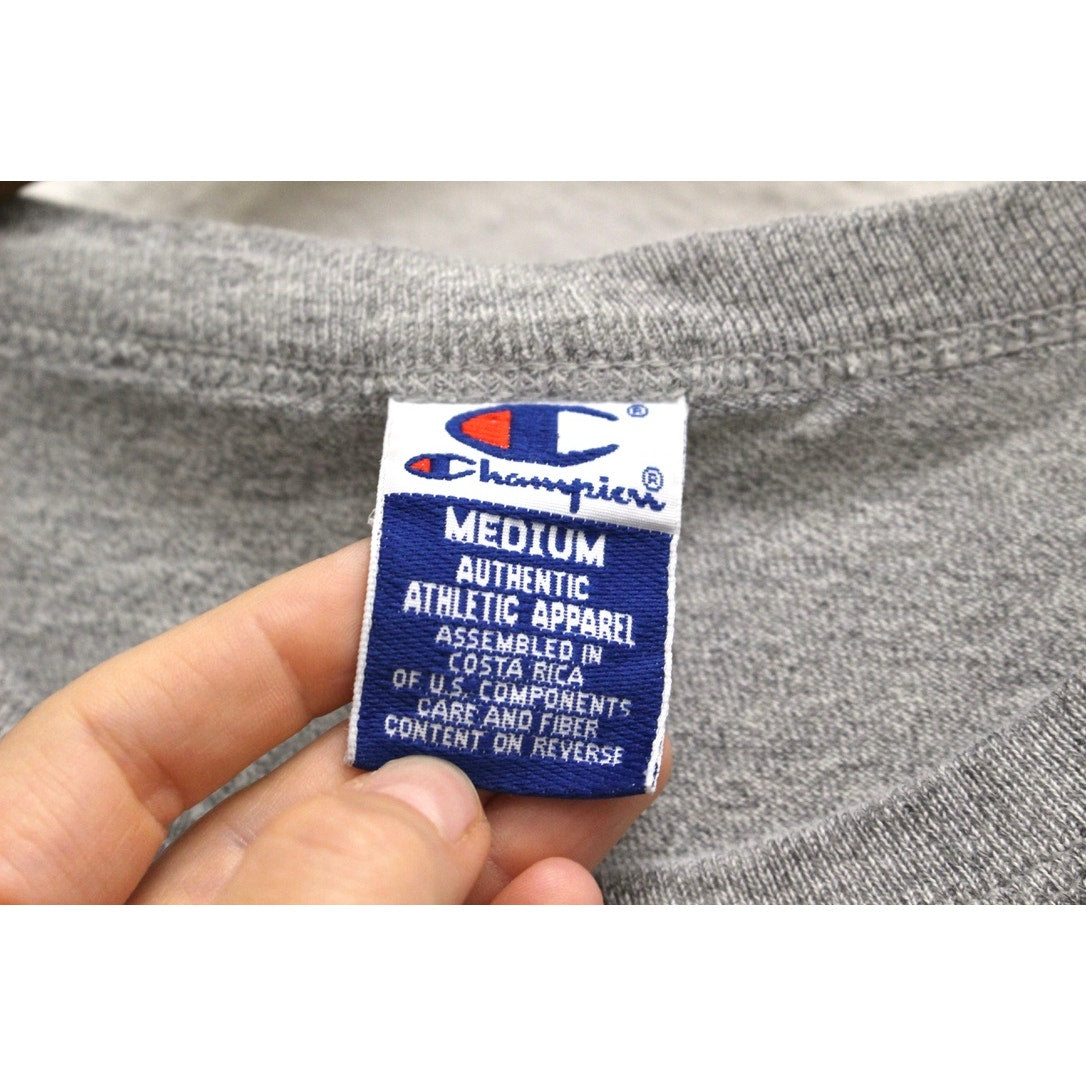 ®
Champion®
MEDIUM
AUTHENTIC
ATHLETIC APPAREL
ASSEMBLED IN
COSTA RICA
OF U.S. COMPONENTS
CARE AND FIBER
CONTENT ON REVERSE